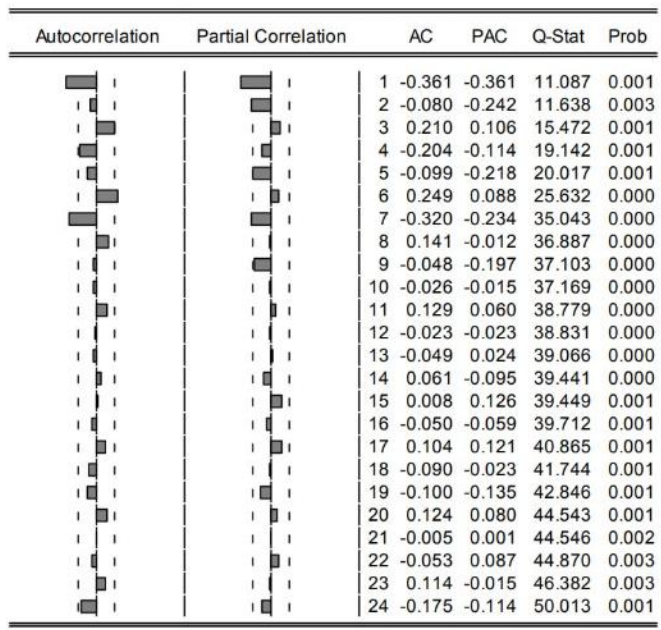 Autocorrelation Partial Correlation AC PAC Q-Stat Prob
1 -0.361 -0.361 11.087 0.001
2 -0.080 -0.242 11.638 0.003
3 0.210 0.106 15.472 0.001
4 -0.204 -0.114 19.142 0.001
5 -0.099 -0.218 20.017 0.001
6 0.249 0.088 25.632 0.000
7 -0.320 -0.234 35.043 0.000
8 0.141 -0.012 36.887 0.000
9 -0.048 -0.197 37.103 0.000
10 -0.026 -0.015 37.169 0.000
11 0.129 0.060 38.779 0.000
12 -0.023 -0.023 38.831 0.000
13 -0.049 0.024 39.066 0.000
14 0.061 -0.095 39.441 0.000
15 0.008 0.126 39.449 0.001
16 -0.050 -0.059 39.712 0.001
17 0.104 0.121 40.865 0.001
18 -0.090 -0.023 41.744 0.001
19 -0.100 -0.135 42.846 0.001
20 0.124 0.080 44.543 0.001
21 -0.005 0.001 44.546 0.002
22 -0.053 0.087 44.870 0.003
23 0.114 -0.015 46.382 0.003
24 -0.175 -0.114 50.013 0.001